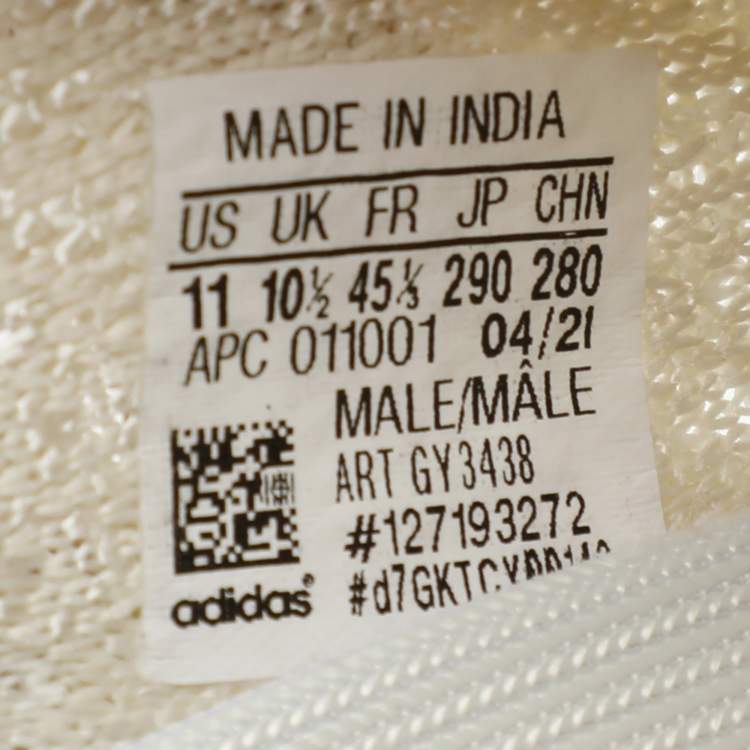 MADE IN INDIA
US UK FR JP CHN
11 10½ 45⅓ 290 280
APC 011001 04/21
MALE/MÂLE
ART GY3438
#127193272
adidas®